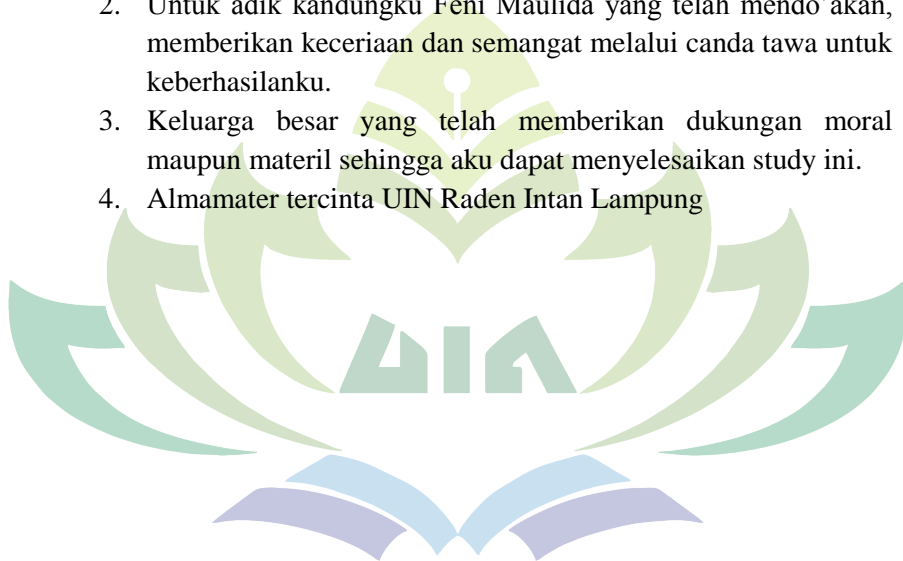 2. Untuk adik kandungku Feni Maulida yang telah mendo’akan,
memberikan keceriaan dan semangat melalui canda tawa untuk
keberhasilanku.
3. Keluarga besar yang telah memberikan dukungan moral
maupun materil sehingga aku dapat menyelesaikan study ini.
4. Almamater tercinta UIN Raden Intan Lampung
UIN